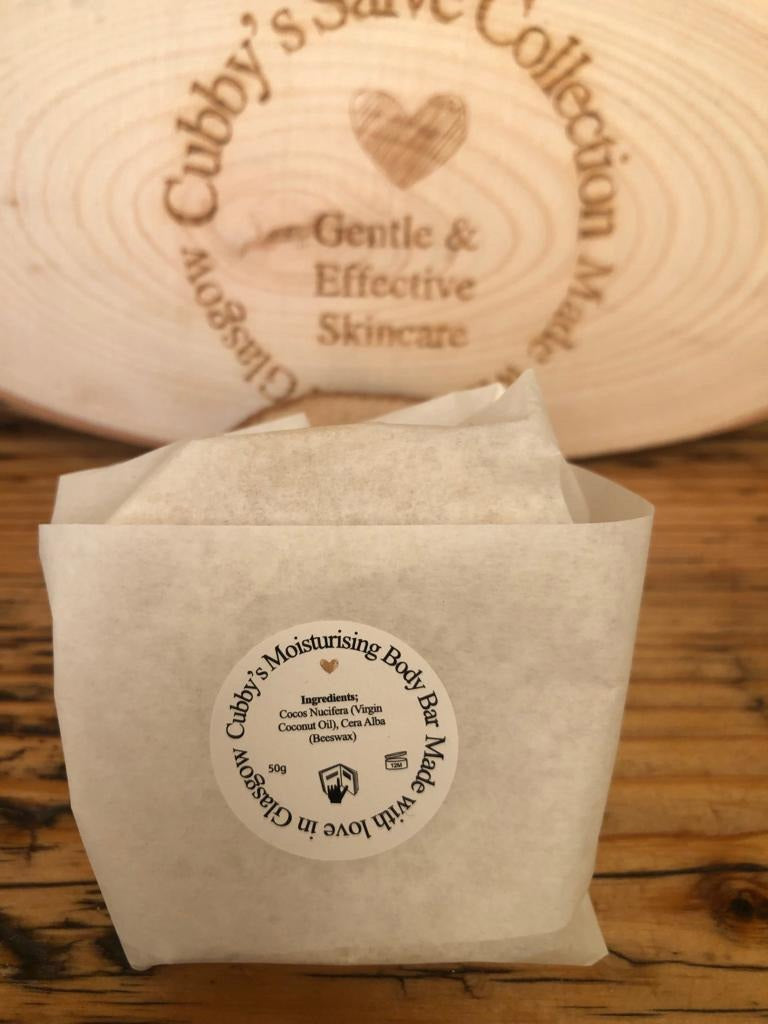 Cubby's Salve Collection Made w
Glasgow
Gentle &
Effective
Skincare
Cubby's Moisturising Body Bar Made with love in Glasgow
Ingredients;
Cocos Nucifera (Virgin
Coconut Oil), Cera Alba
(Beeswax)
50g
12M